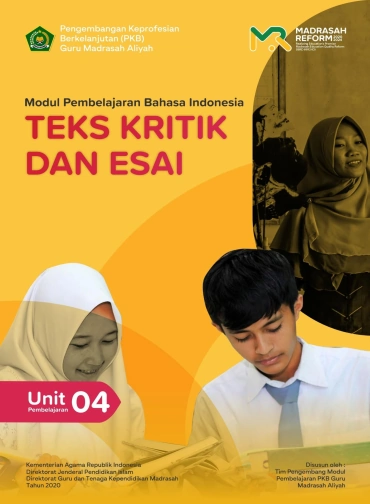 Pengembangan Keprofesian
Berkelanjutan (PKB)
Guru Madrasah Aliyah
MADRASAH
REFORM
Modul Pembelajaran Bahasa Indonesia
TEKS KRITIK
DAN ESAI
Unit
Pembelajaran
04
Kementerian Agama Republik Indonesia
Direktorat Jenderal Pendidikan Islam
Direktorat Guru dan Tenaga Kependidikan Madrasah
Tahun 2020
Disusun oleh :
Tim Pengembang Modul
Pembelajaran PKB Guru
Madrasah Aliyah